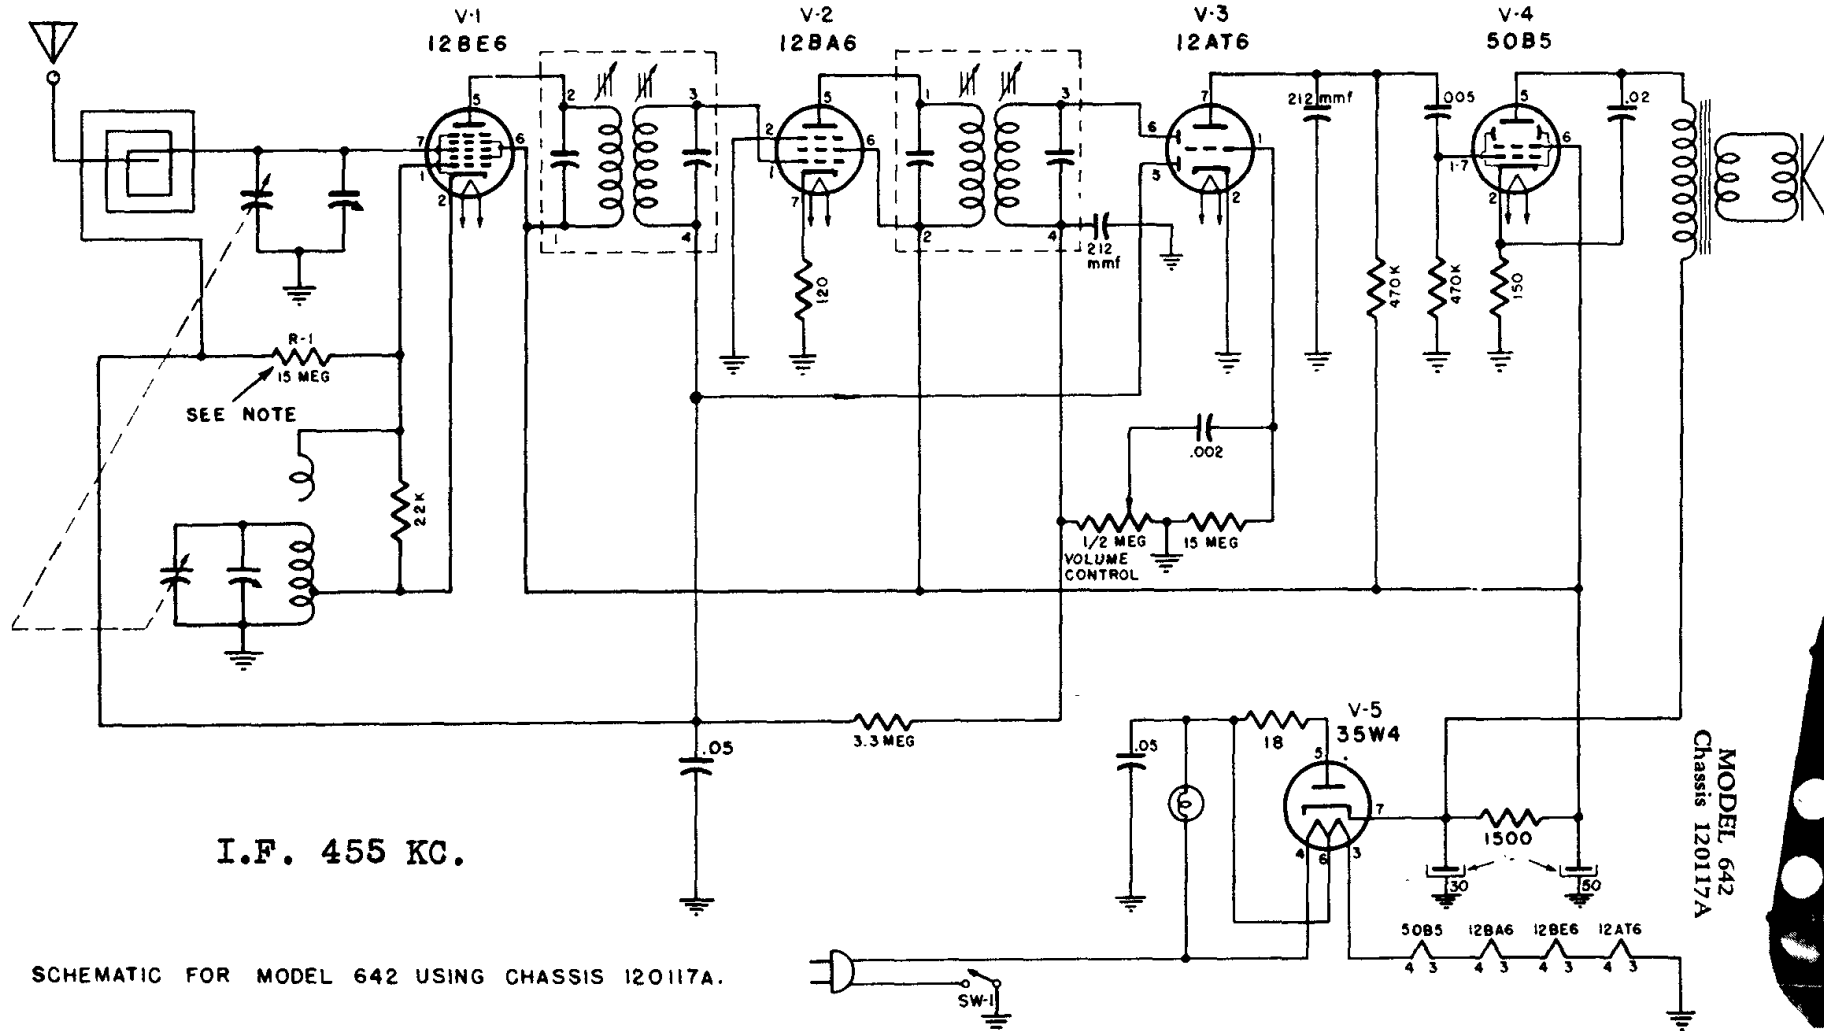 V-1
12BE6
V-2
12BA6
V-3
12AT6
V-4
50B5
5
7
6
1
2
2
3
1
4
5
2
6
1
7
1
3
2
4
212
mmf
7
6
1
5
2
212 mmf
.005
5
6
1·7
2
.02
120
470K
470K
150
R-1
15 MEG
SEE NOTE
22K
.002
1/2 MEG
15 MEG
VOLUME
CONTROL
3.3 MEG
.05
.05
18
V-5
35W4
5
7
4
6
3
1500
30
50
MODEL 642
Chassis 120117A
I.F. 455 KC.
50B5
12BA6
12BE6
12AT6
4 3
4 3
4 3
4 3
SCHEMATIC FOR MODEL 642 USING CHASSIS 120117A.
SW-1